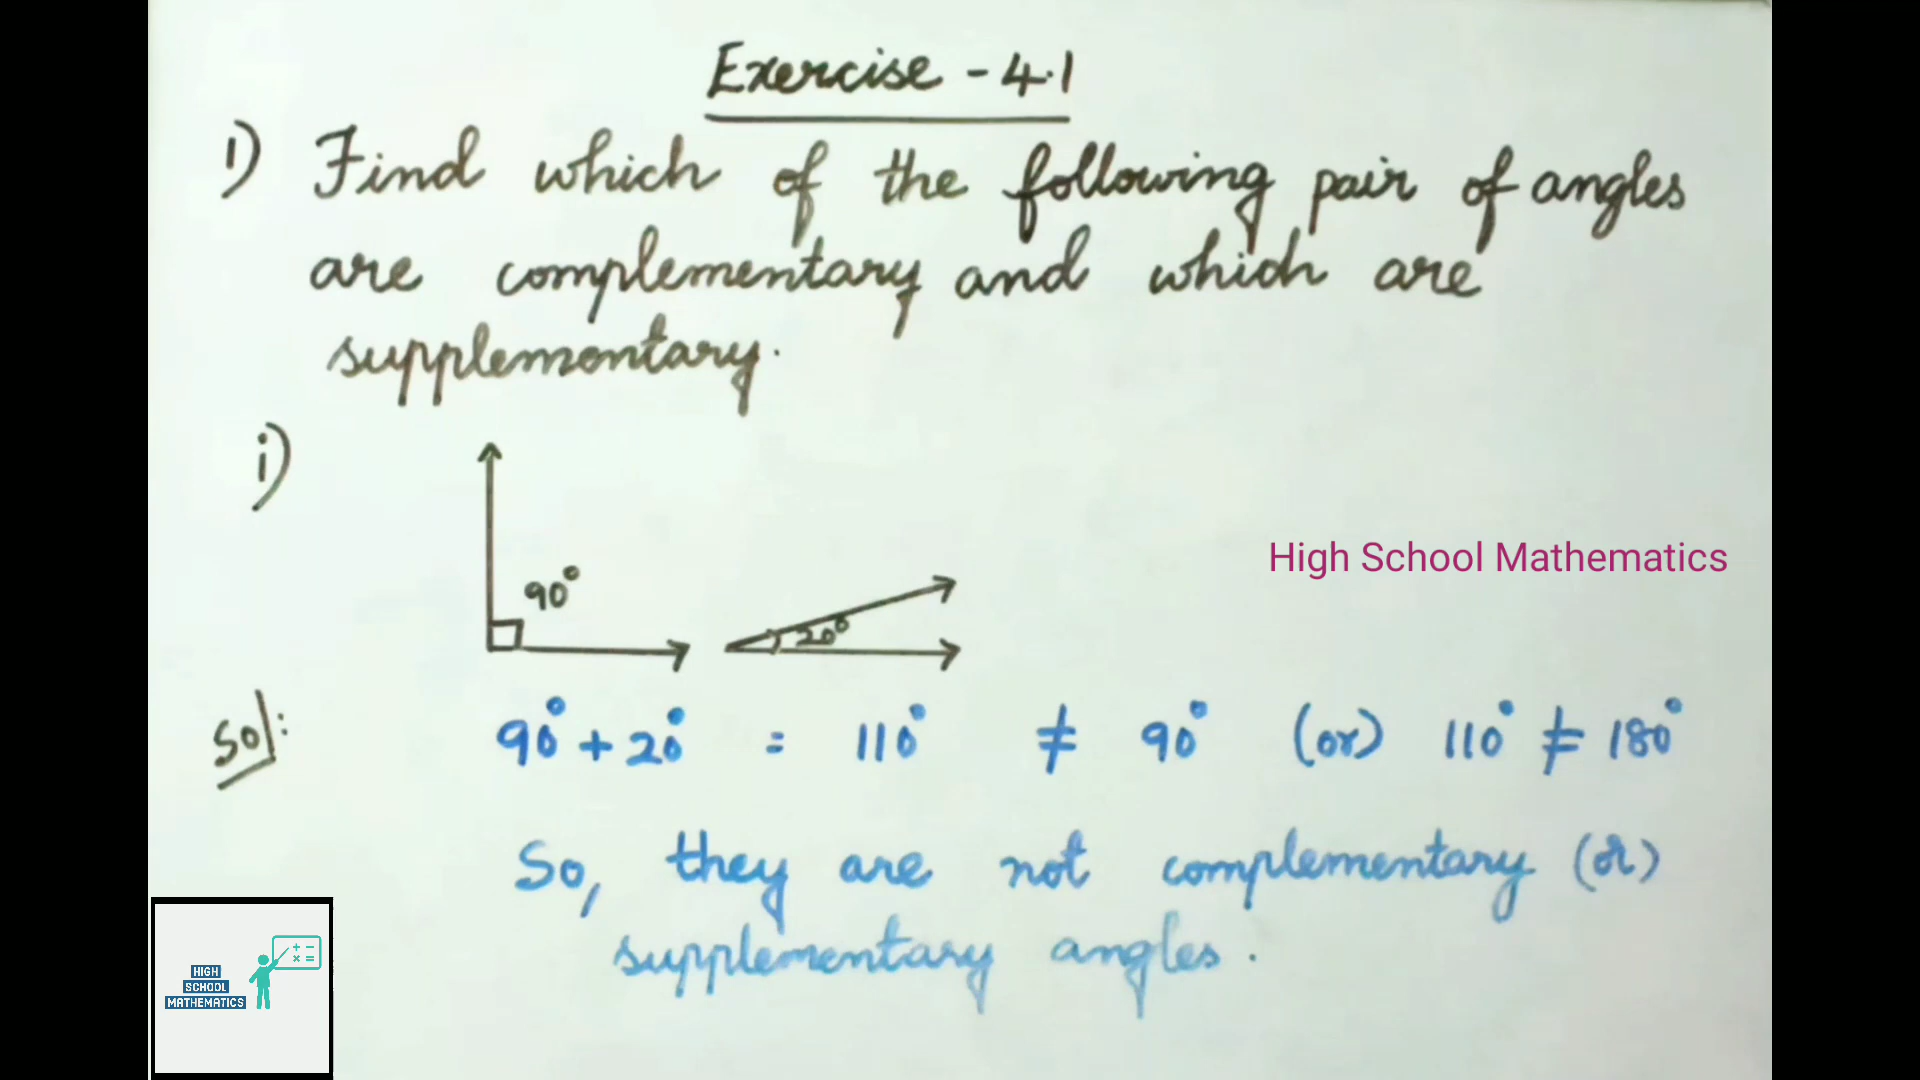 Exercise - 4.1
1) Find which of the following pair of angles
are complementary and which are
supplementary.
i)
90°
20°
High School Mathematics
Sol: 90° + 20° = 110° ≠ 90° (or) 110° ≠ 180°
So, they are not complementary (or)
supplementary angles.
+ -
× =
HIGH
SCHOOL
MATHEMATICS